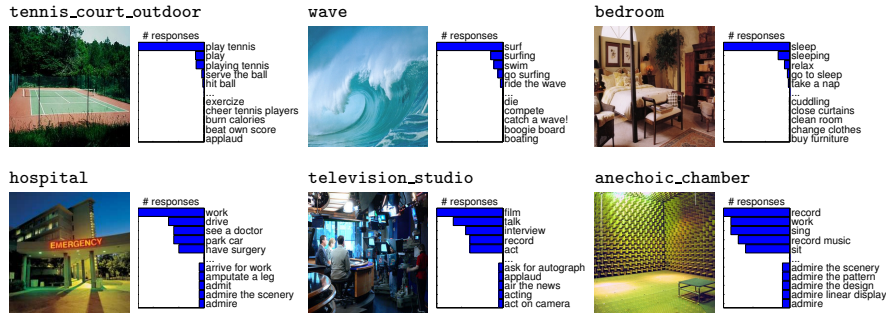 tennis_court_outdoor
# responses
play tennis
play
playing tennis
serve the ball
hit ball
...
exercize
cheer tennis players
burn calories
beat own score
applaud
wave
# responses
surf
surfing
swim
go surfing
ride the wave
...
die
compete
catch a wave!
boogie board
boating
bedroom
# responses
sleep
sleeping
relax
go to sleep
take a nap
...
cuddling
close curtains
clean room
change clothes
buy furniture
hospital
EMERGENCY
# responses
work
drive
see a doctor
park car
have surgery
...
arrive for work
amputate a leg
admit
admire the scenery
admire
television_studio
# responses
film
talk
interview
record
act
...
ask for autograph
applaud
air the news
acting
act on camera
anechoic_chamber
# responses
record
work
sing
record music
sit
...
admire the scenery
admire the pattern
admire the design
admire linear display
admire